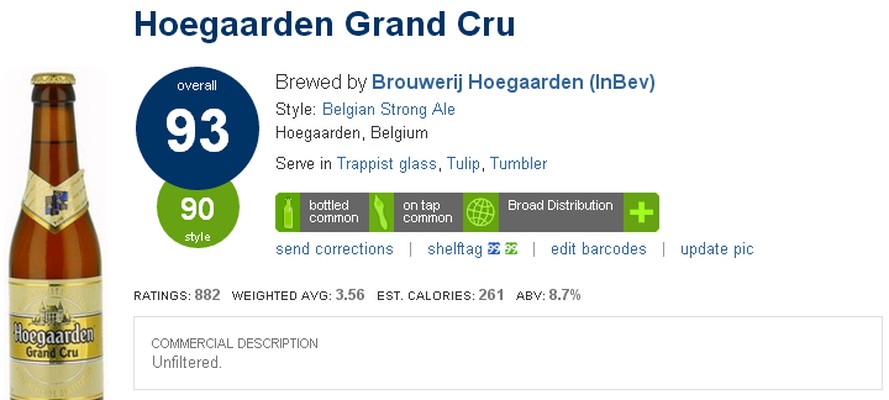 Hoegaarden Grand Cru
overall
93
90
style
Brewed by Brouwerij Hoegaarden (InBev)
Style: Belgian Strong Ale
Hoegaarden, Belgium
Serve in Trappist glass, Tulip, Tumbler
bottled
common
on tap
common
Broad Distribution
send corrections | shelftag 99 99 | edit barcodes | update pic
RATINGS: 882 WEIGHTED AVG: 3.56 EST. CALORIES: 261 ABV: 8.7%
COMMERCIAL DESCRIPTION
Unfiltered.
Hoegaarden
Grand Cru